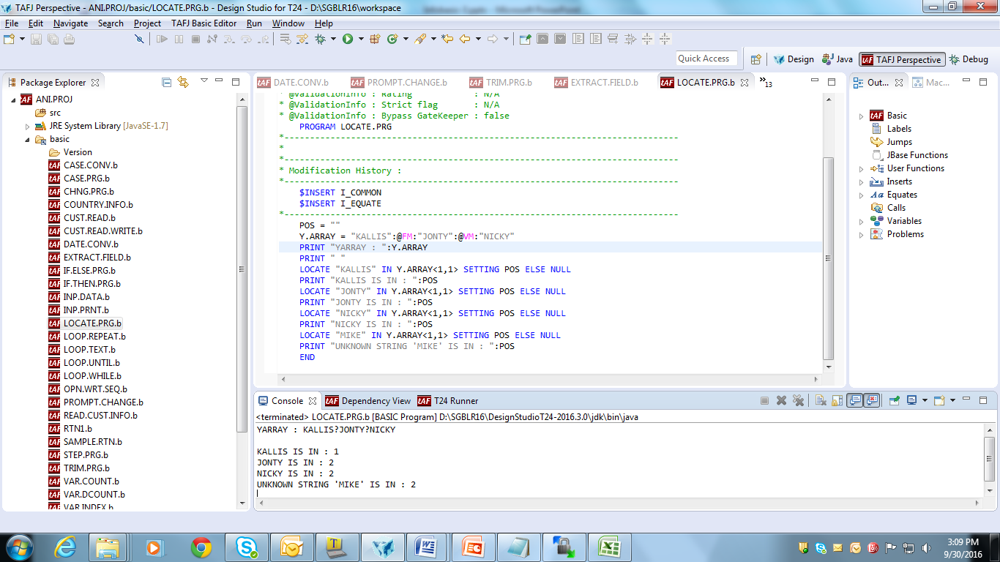 TAFJ Perspective - ANI.PROJ/basic/LOCATE.PRG.b - Design Studio for T24 - D:\SGBLR16\workspace
File Edit Navigate Search Project TAFJ Basic Editor Run Window Help
Quick Access
Design Java TAFJ Perspective Debug
Package Explorer
ANI.PROJ
src
JRE System Library [JavaSE-1.7]
basic
Version
CASE.CONV.b
CASE.PRG.b
CHNG.PRG.b
COUNTRY.INFO.b
CUST.READ.b
CUST.READ.WRITE.b
DATE.CONV.b
EXTRACT.FIELD.b
IF.ELSE.PRG.b
IF.THEN.PRG.b
INP.DATA.b
INP.PRNT.b
LOCATE.PRG.b
LOOP.REPEAT.b
LOOP.TEXT.b
LOOP.UNTIL.b
LOOP.WHILE.b
OPN.WRT.SEQ.b
PROMPT.CHANGE.b
READ.CUST.INFO.b
RTN1.b
SAMPLE.RTN.b
STEP.PRG.b
TRIM.PRG.b
VAR.COUNT.b
VAR.DCOUNT.b
VAR.INDEX.b
DATE.CONV.b PROMPT.CHANGE.b TRIM.PRG.b EXTRACT.FIELD.b LOCATE.PRG.b »13
* @ValidationInfo : Rating : N/A
* @ValidationInfo : Strict flag : N/A
* @ValidationInfo : Bypass GateKeeper : false
PROGRAM LOCATE.PRG
*-----------------------------------------------------------------------------
*
*-----------------------------------------------------------------------------
* Modification History :
*-----------------------------------------------------------------------------
$INSERT I_COMMON
$INSERT I_EQUATE
*-----------------------------------------------------------------------------
POS = ""
Y.ARRAY = "KALLIS":@FM:"JONTY":@VM:"NICKY"
PRINT "YARRAY : ":Y.ARRAY
PRINT " "
LOCATE "KALLIS" IN Y.ARRAY<1,1> SETTING POS ELSE NULL
PRINT "KALLIS IS IN : ":POS
LOCATE "JONTY" IN Y.ARRAY<1,1> SETTING POS ELSE NULL
PRINT "JONTY IS IN : ":POS
LOCATE "NICKY" IN Y.ARRAY<1,1> SETTING POS ELSE NULL
PRINT "NICKY IS IN : ":POS
LOCATE "MIKE" IN Y.ARRAY<1,1> SETTING POS ELSE NULL
PRINT "UNKNOWN STRING 'MIKE' IS IN : ":POS
END
Out... Mac...
Basic
Labels
Jumps
JBase Functions
User Functions
Inserts
Equates
Calls
Variables
Problems
Console Dependency View T24 Runner
<terminated> LOCATE.PRG.b [BASIC Program] D:\SGBLR16\DesignStudioT24-2016.3.0\jdk\bin\java
YARRAY : KALLIS?JONTY?NICKY
KALLIS IS IN : 1
JONTY IS IN : 2
NICKY IS IN : 2
UNKNOWN STRING 'MIKE' IS IN : 2
3:09 PM
9/30/2016